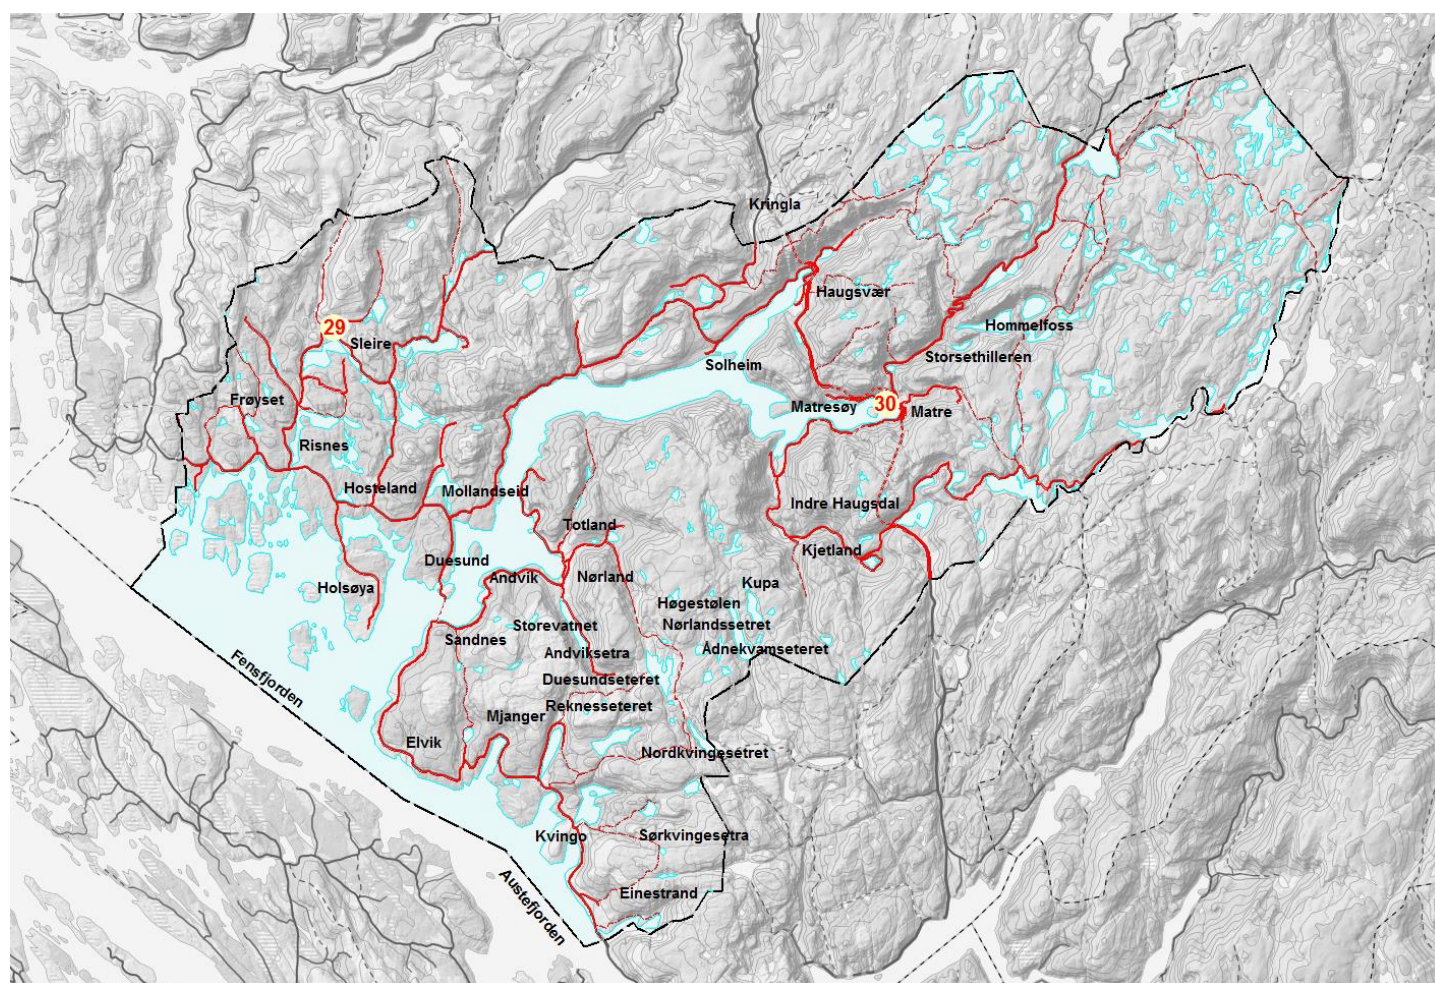 Kringla
Haugsvær
29
Sleire
Hommelfoss
Storsethilleren
Solheim
Frøyset
Matresøy
30
Matre
Risnes
Hosteland
Mollandseid
Indre Haugsdal
Totland
Kjetland
Duesund
Andvik
Nørland
Holsøya
Kupa
Høgestølen
Storevatnet
Nørlandssetret
Sandnes
Andviksetra
Ådnekvamseteret
Fensfjorden
Duesundseteret
Reknesseteret
Mjanger
Elvik
Nordkvingesetret
Kvingo
Sørkvingesetra
Einestrand
Austefjorden